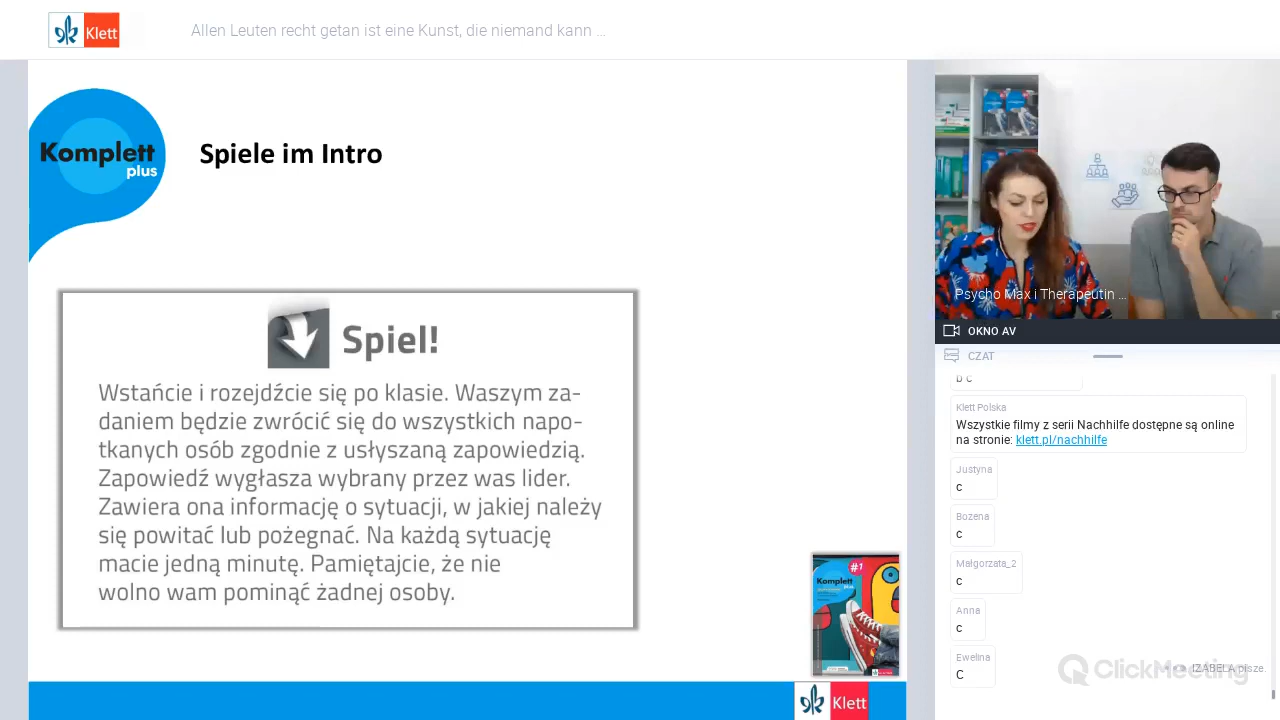 Klett
Allen Leuten recht getan ist eine Kunst, die niemand kann ...
Komplett
plus
Spiele im Intro
Spiel!
Wstańcie i rozejdźcie się po klasie. Waszym za-
daniem będzie zwrócić się do wszystkich napo-
tkanych osób zgodnie z usłyszaną zapowiedzią.
Zapowiedź wygłasza wybrany przez was lider.
Zawiera ona informację o sytuacji, w jakiej należy
się powitać lub pożegnać. Na każdą sytuację
macie jedną minutę. Pamiętajcie, że nie
wolno wam pominąć żadnej osoby.
#1
Komplett
plus
Klett
Psycho Max i Therapeutin ...
OKNO AV
CZAT
b c
Klett Polska
Wszystkie filmy z serii Nachhilfe dostępne są online
na stronie: klett.pl/nachhilfe
Justyna
c
Bozena
c
Małgorzata_2
c
Anna
c
Ewelina
C
IZABELA pisze.
ClickMeeting